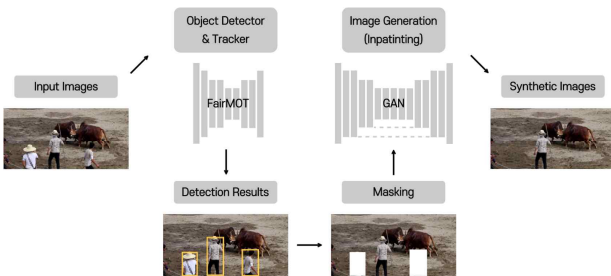 Object Detector
& Tracker
Image Generation
(Inpatinting)
Input Images
Synthetic Images
FairMOT
GAN
Detection Results
Masking